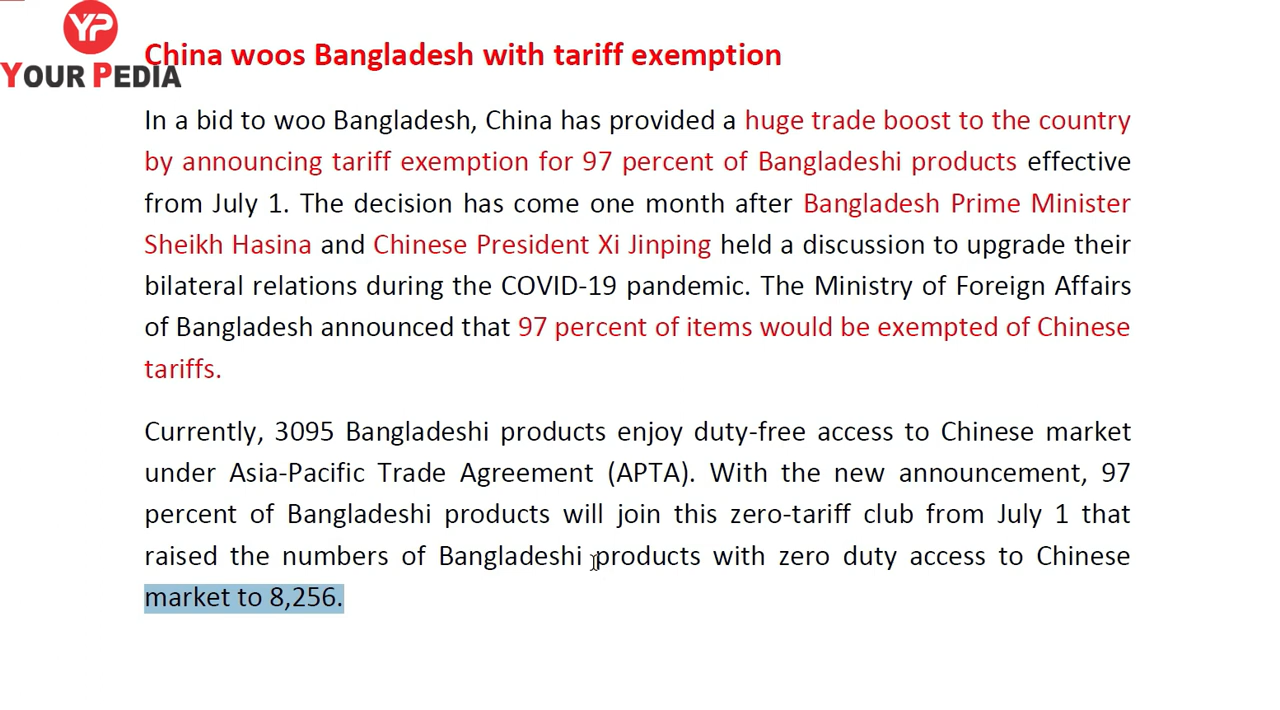 YP
YOUR PEDIA
China woos Bangladesh with tariff exemption
In a bid to woo Bangladesh, China has provided a huge trade boost to the country
by announcing tariff exemption for 97 percent of Bangladeshi products effective
from July 1. The decision has come one month after Bangladesh Prime Minister
Sheikh Hasina and Chinese President Xi Jinping held a discussion to upgrade their
bilateral relations during the COVID-19 pandemic. The Ministry of Foreign Affairs
of Bangladesh announced that 97 percent of items would be exempted of Chinese
tariffs.
Currently, 3095 Bangladeshi products enjoy duty-free access to Chinese market
under Asia-Pacific Trade Agreement (APTA). With the new announcement, 97
percent of Bangladeshi products will join this zero-tariff club from July 1 that
raised the numbers of Bangladeshi products with zero duty access to Chinese
market to 8,256.